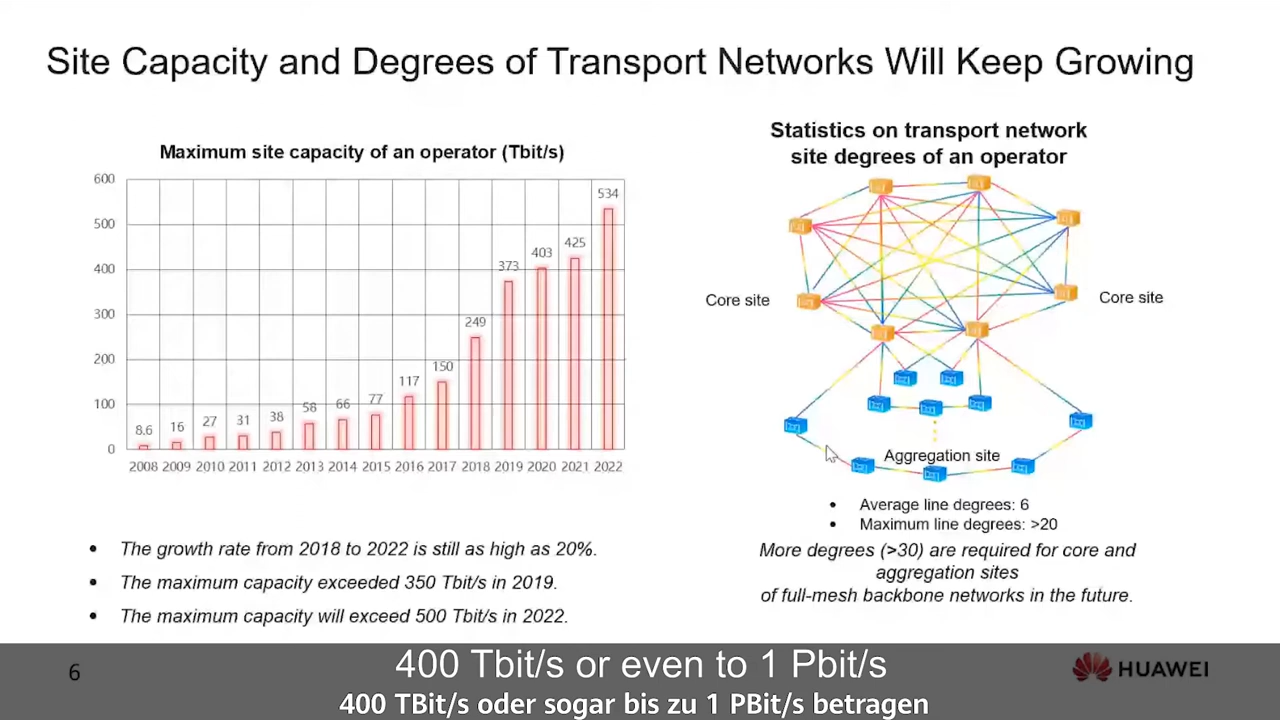 Site Capacity and Degrees of Transport Networks Will Keep Growing
Maximum site capacity of an operator (Tbit/s)
600
500
400
300
200
100
0
8.6
16
27
31
38
58
66
77
117
150
249
373
403
425
534
2008 2009 2010 2011 2012 2013 2014 2015 2016 2017 2018 2019 2020 2021 2022
• The growth rate from 2018 to 2022 is still as high as 20%.
• The maximum capacity exceeded 350 Tbit/s in 2019.
• The maximum capacity will exceed 500 Tbit/s in 2022.
Statistics on transport network
site degrees of an operator
Core site
Core site
Aggregation site
• Average line degrees: 6
• Maximum line degrees: >20
More degrees (>30) are required for core and
aggregation sites
of full-mesh backbone networks in the future.
6
400 Tbit/s or even to 1 Pbit/s
400 TBit/s oder sogar bis zu 1 PBit/s betragen
HUAWEI